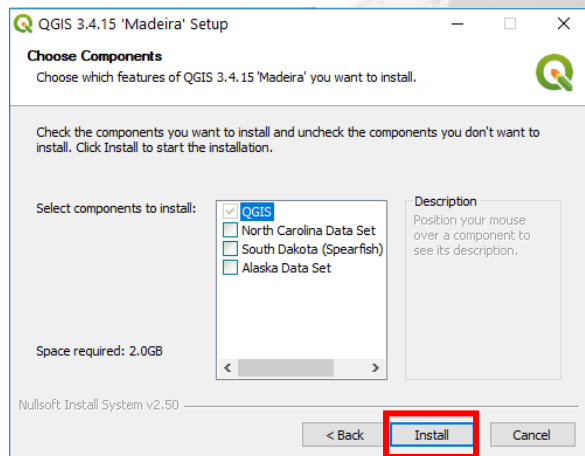 QGIS 3.4.15 'Madeira' Setup
Choose Components
Choose which features of QGIS 3.4.15 'Madeira' you want to install.
Check the components you want to install and uncheck the components you don't want to
install. Click Install to start the installation.
Select components to install:
QGIS
North Carolina Data Set
South Dakota (Spearfish)
Alaska Data Set
Description
Position your mouse
over a component to
see its description.
Space required: 2.0GB
Nullsoft Install System v2.50
< Back Install Cancel